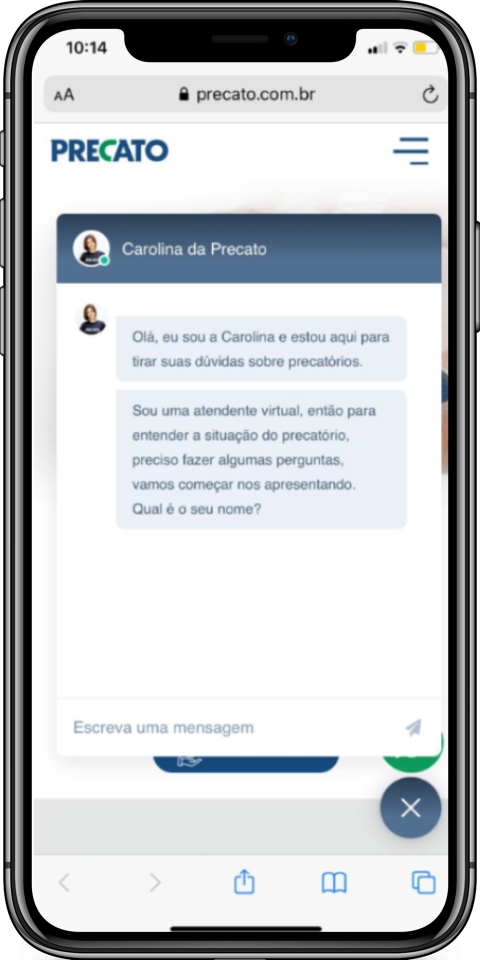 10:14
AA precato.com.br
PRECATO
Carolina da Precato
Olá, eu sou a Carolina e estou aqui para
tirar suas dúvidas sobre precatórios.
Sou uma atendente virtual, então para
entender a situação do precatório,
preciso fazer algumas perguntas,
vamos começar nos apresentando.
Qual é o seu nome?
Escreva uma mensagem